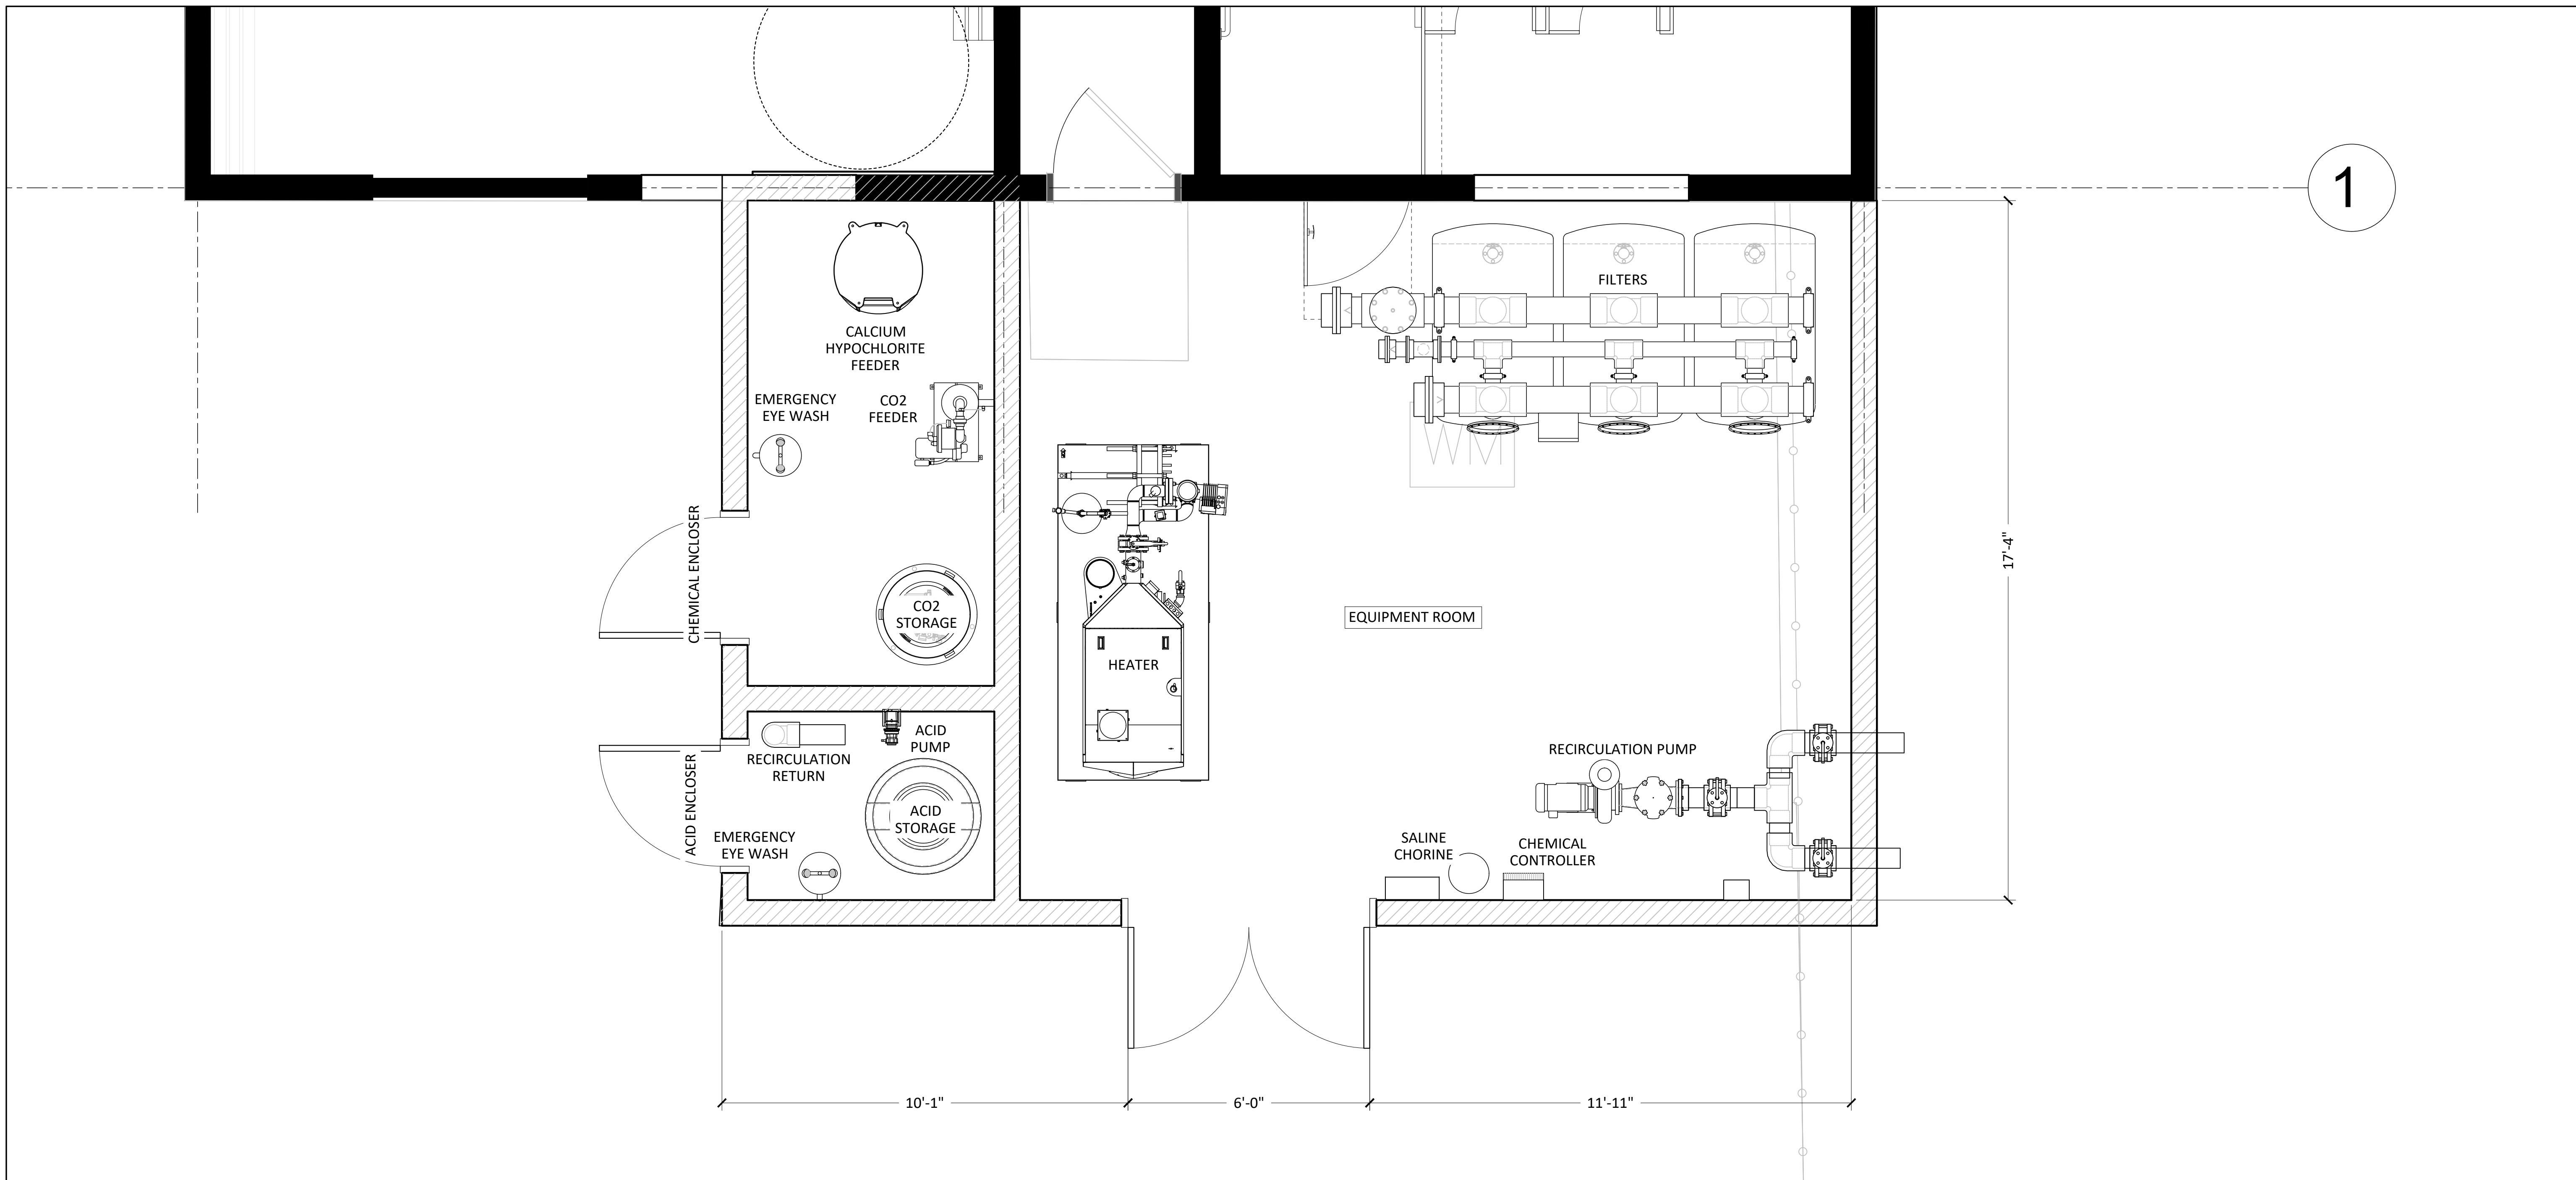 1
FILTERS
CALCIUM
HYPOCHLORITE
FEEDER
EMERGENCY
EYE WASH
CO2
FEEDER
CHEMICAL ENCLOSER
CO2
STORAGE
EQUIPMENT ROOM
HEATER
17'-4"
ACID
PUMP
RECIRCULATION
RETURN
RECIRCULATION PUMP
ACID ENCLOSER
ACID
STORAGE
EMERGENCY
EYE WASH
SALINE
CHORINE
CHEMICAL
CONTROLLER
10'-1"
6'-0"
11'-11"